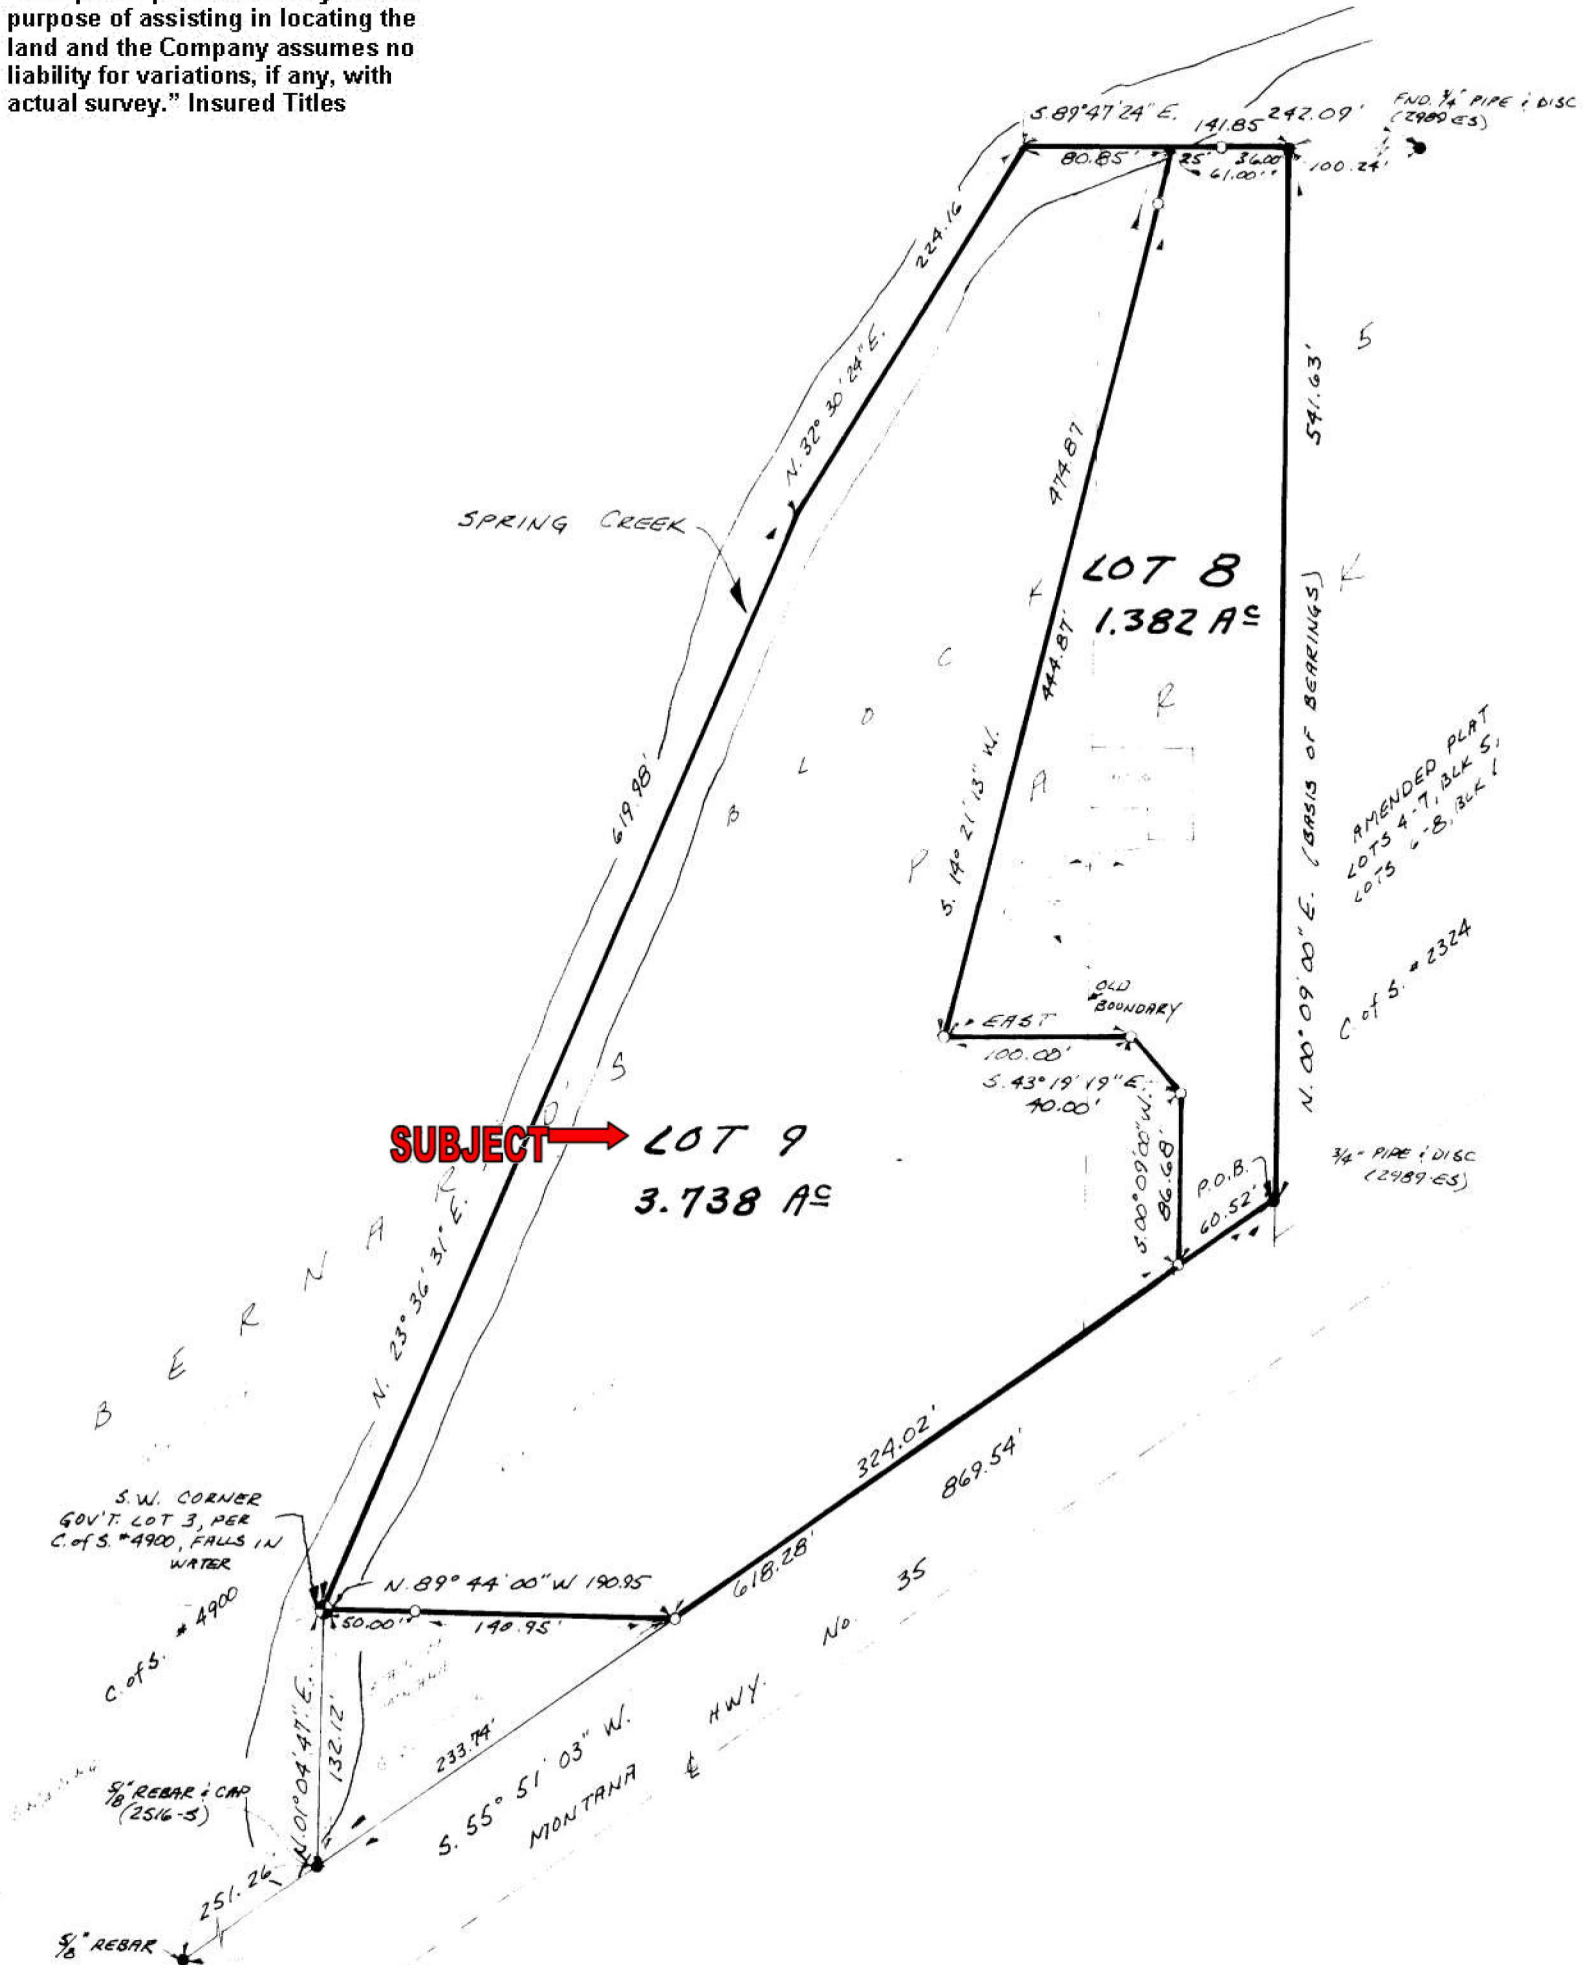 purpose of assisting in locating the
land and the Company assumes no
liability for variations, if any, with
actual survey." Insured Titles
S.89°47'24" E.
141.85
242.09'
FND. 3/4" PIPE & DISC
(2989 ES)
80.85'
25'
36.00'
61.00'
100.24'
224.16
N. 32° 30' 24" E.
5
541.63'
474.87
SPRING CREEK
LOT 8
1.382 Ac
444.87'
B L O C K
K
P A R
N. 00° 09' 00" E. (BASIS OF BEARINGS)
619.98'
S. 14° 21' 13" W.
AMENDED PLAT
LOTS 4-7, BLK 5,
LOTS 6-8, BLK 1
C. of S. # 2324
OLD
BOUNDARY
EAST
100.00'
S. 43° 19' 19" E.
40.00'
S.00°09'00" W.
86.68'
SUBJECT
LOT 9
3.738 Ac
3/4" PIPE & DISC
(2989-ES)
P.O.B.
60.52'
B E R N A R D ' S
N. 23° 36' 31" E.
324.02'
869.54'
S.W. CORNER
GOV'T. LOT 3, PER
C. of S. #4900, FALLS IN
WATER
C. of S. # 4900
N. 89° 44' 00" W 190.95
50.00'
140.95'
618.28'
N.01°04'47" E.
132.12'
233.74'
S. 55° 51' 03" W.
MONTANA HWY. No. 35
℄
5/8" REBAR & CAP
(2516-S)
251.26
5/8" REBAR